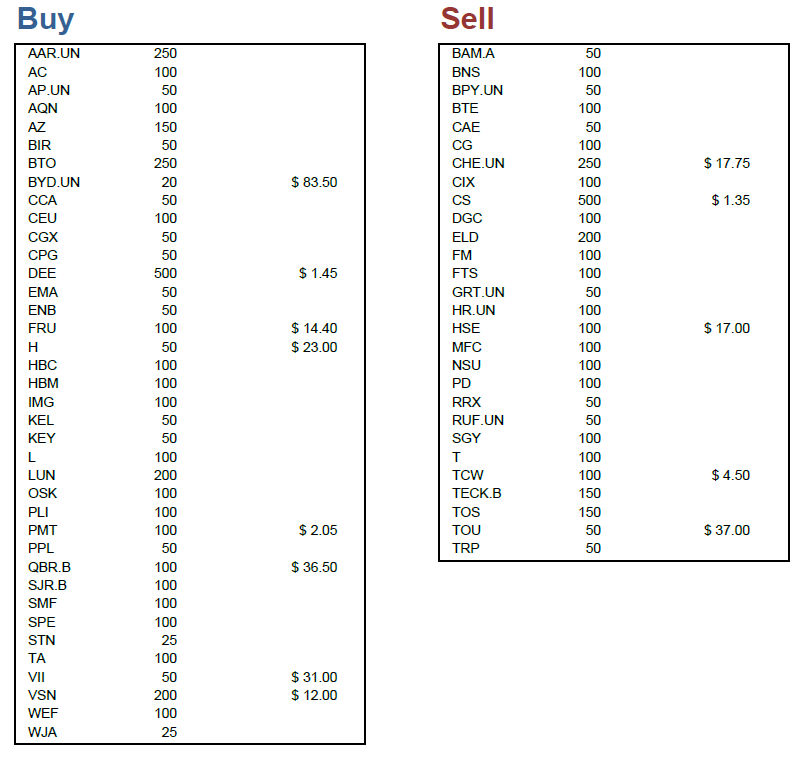 Buy
AAR.UN 250
AC 100
AP.UN 50
AQN 100
AZ 150
BIR 50
BTO 250
BYD.UN 20 $ 83.50
CCA 50
CEU 100
CGX 50
CPG 50
DEE 500 $ 1.45
EMA 50
ENB 50
FRU 100 $ 14.40
H 50 $ 23.00
HBC 100
HBM 100
IMG 100
KEL 50
KEY 50
L 100
LUN 200
OSK 100
PLI 100
PMT 100 $ 2.05
PPL 50
QBR.B 100 $ 36.50
SJR.B 100
SMF 100
SPE 100
STN 25
TA 100
VII 50 $ 31.00
VSN 200 $ 12.00
WEF 100
WJA 25
Sell
BAM.A 50
BNS 100
BPY.UN 50
BTE 100
CAE 50
CG 100
CHE.UN 250 $ 17.75
CIX 100
CS 500 $ 1.35
DGC 100
ELD 200
FM 100
FTS 100
GRT.UN 50
HR.UN 100
HSE 100 $ 17.00
MFC 100
NSU 100
PD 100
RRX 50
RUF.UN 50
SGY 100
T 100
TCW 100 $ 4.50
TECK.B 150
TOS 150
TOU 50 $ 37.00
TRP 50